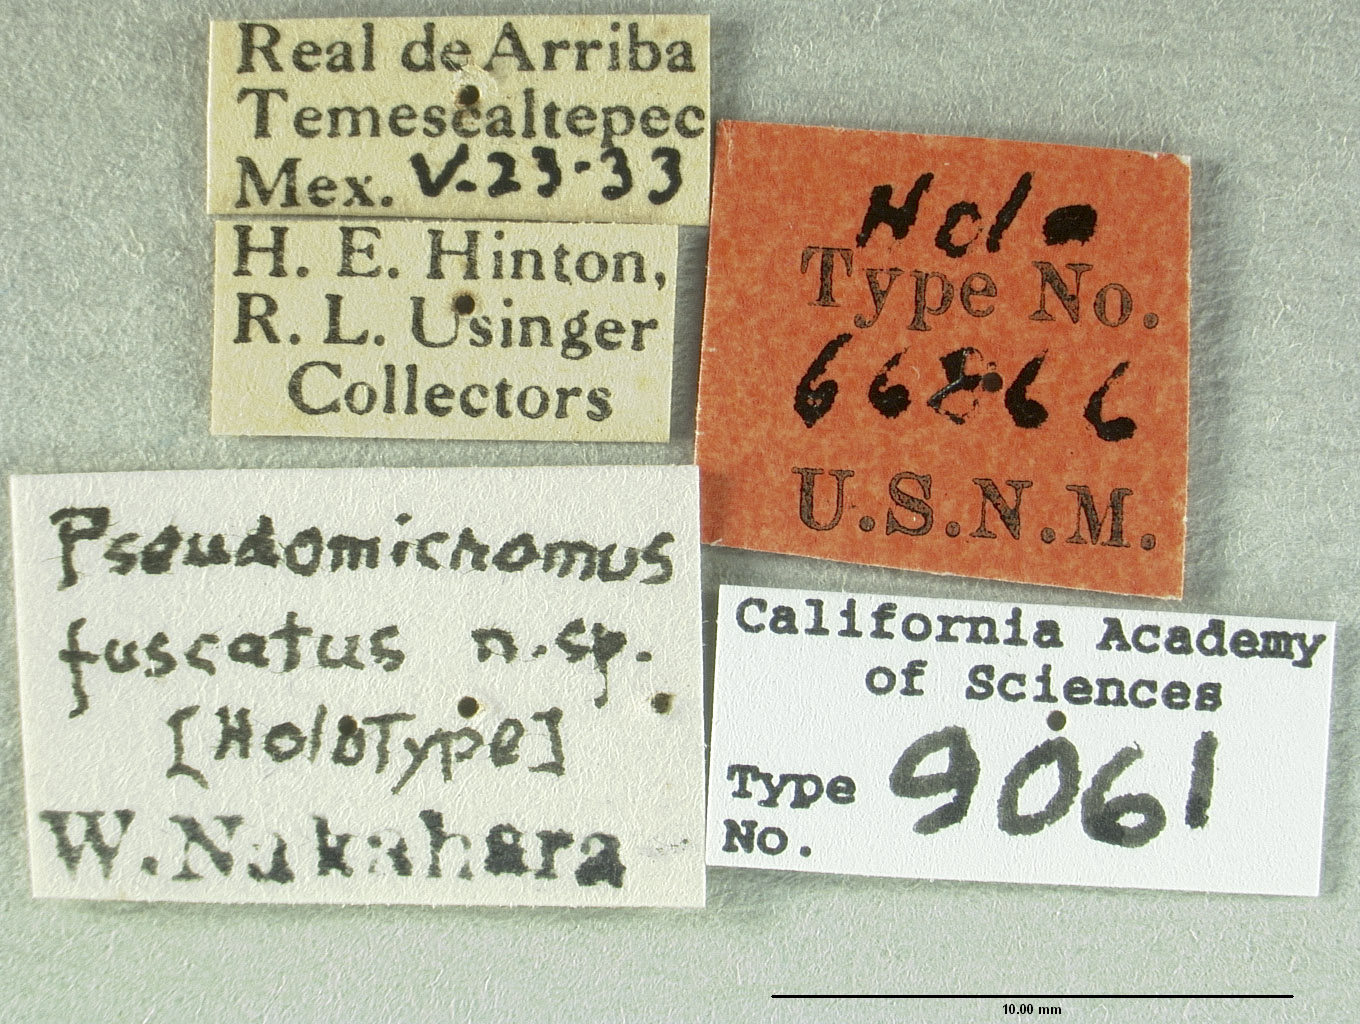 Real de Arriba
Temescaltepec
Mex. V-23-33
H. E. Hinton,
R. L. Usinger
Collectors
Holo
Type No.
66866
U.S.N.M.
Pseudomicromus
fuscatus n.sp.
[HoloType]
W. Nakahara
California Academy
of Sciences
Type
No. 9061
10.00 mm